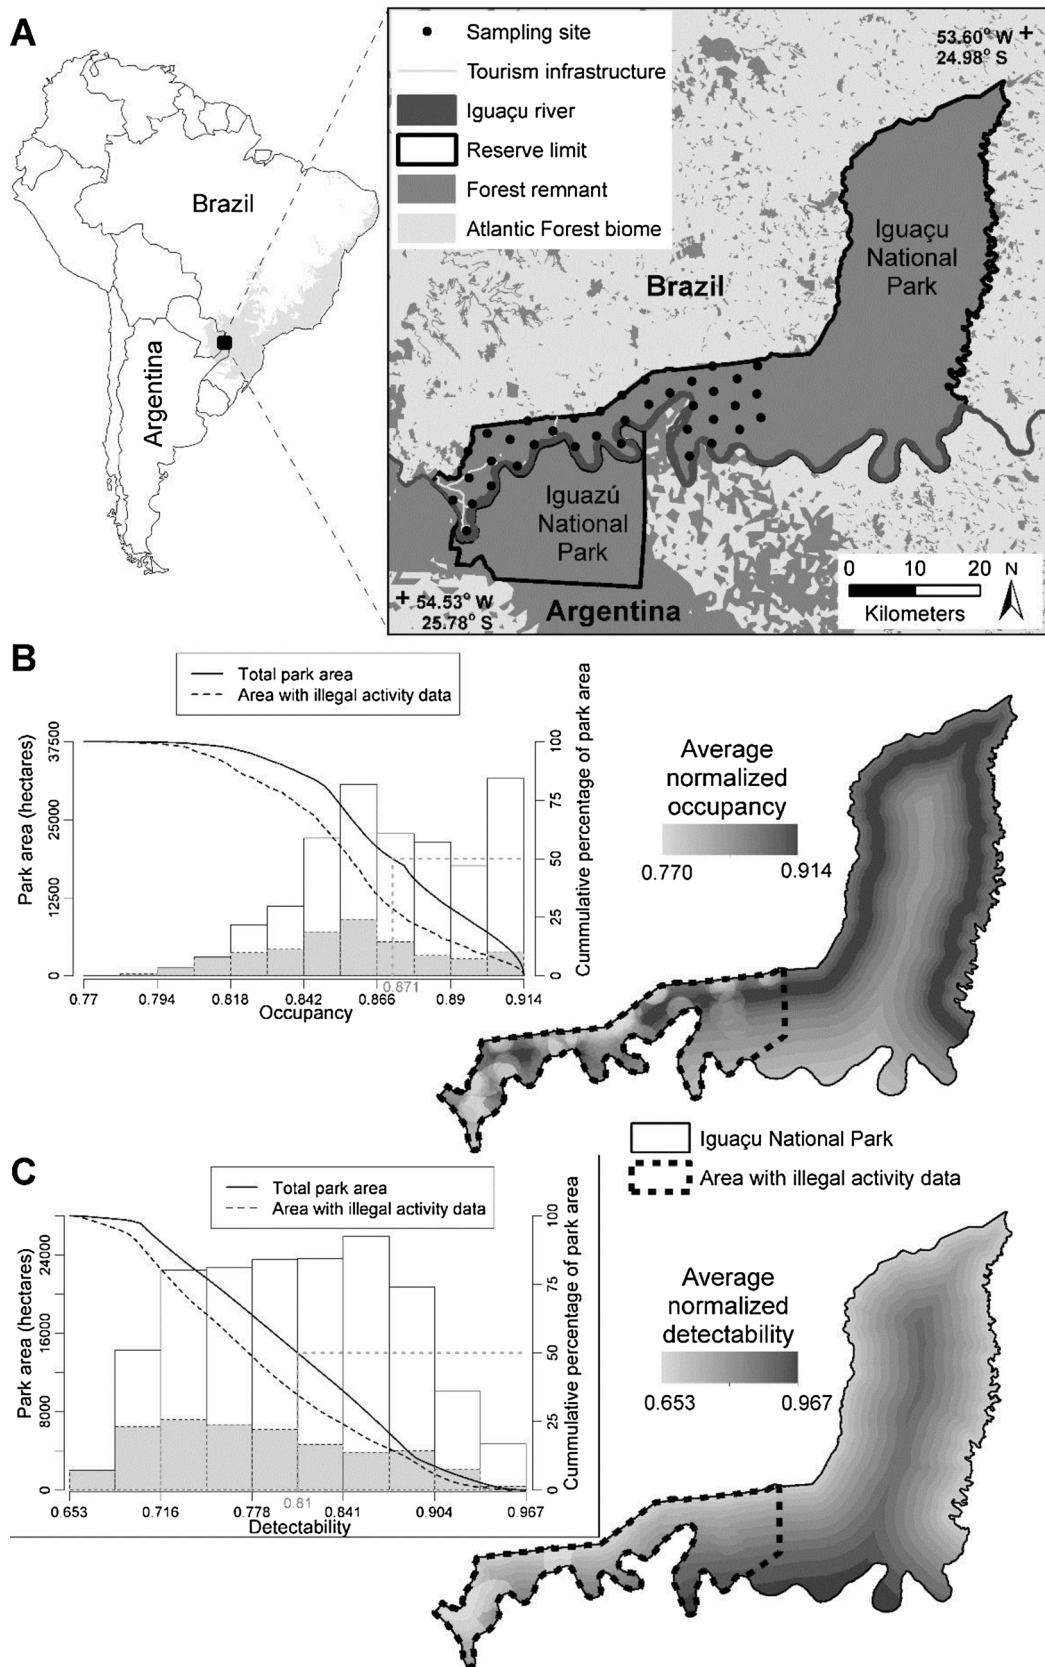 A
Sampling site
Tourism infrastructure
Iguaçu river
Reserve limit
Forest remnant
Atlantic Forest biome
53.60° W
24.98° S
Brazil
Argentina
Brazil
Iguaçu
National
Park
Iguazú
National
Park
54.53° W
25.78° S
Argentina
0 10 20
Kilometers
N
B
Total park area
Area with illegal activity data
Park area (hectares)
0 12500 25000 37500
Cummulative percentage of park area
0 25 50 75 100
0.77 0.794 0.818 0.842 0.866 0.89 0.914
0.871
Occupancy
Average
normalized
occupancy
0.770 0.914
Iguaçu National Park
Area with illegal activity data
C
Total park area
Area with illegal activity data
Park area (hectares)
0 8000 16000 24000
Cummulative percentage of park area
0 25 50 75 100
0.653 0.716 0.778 0.841 0.904 0.967
0.81
Detectability
Average
normalized
detectability
0.653 0.967